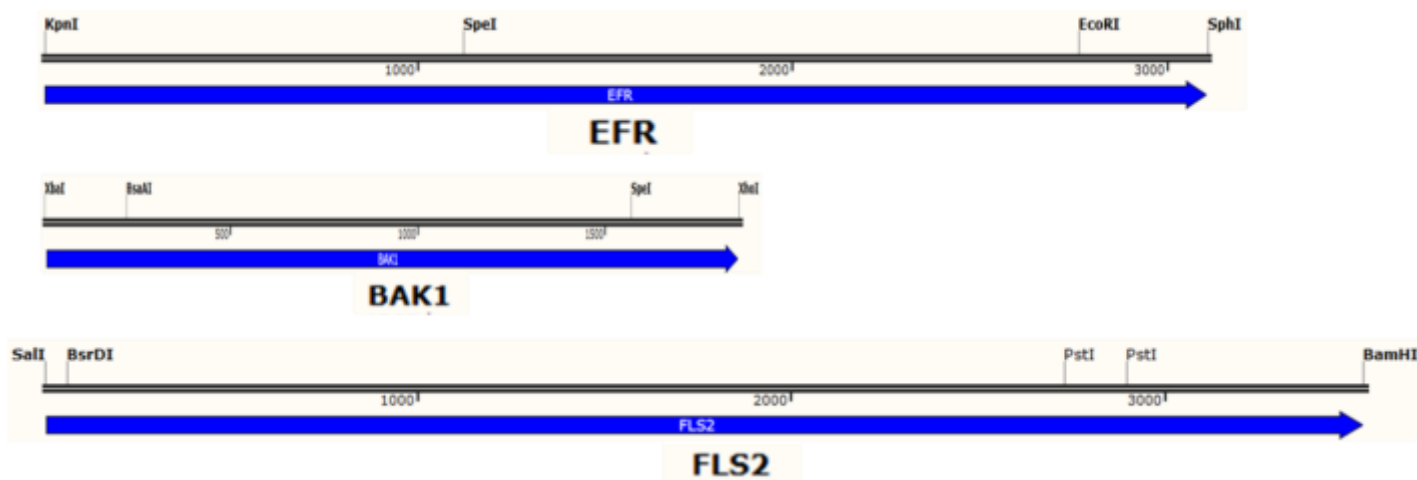 KpnI SpeI EcoRI SphI
1000 2000 3000
EFR
EFR
XbaI BsaAI SpeI XhoI
500 1000 1500
BAK1
BAK1
SalI BsrDI PstI PstI BamHI
1000 2000 3000
FLS2
FLS2